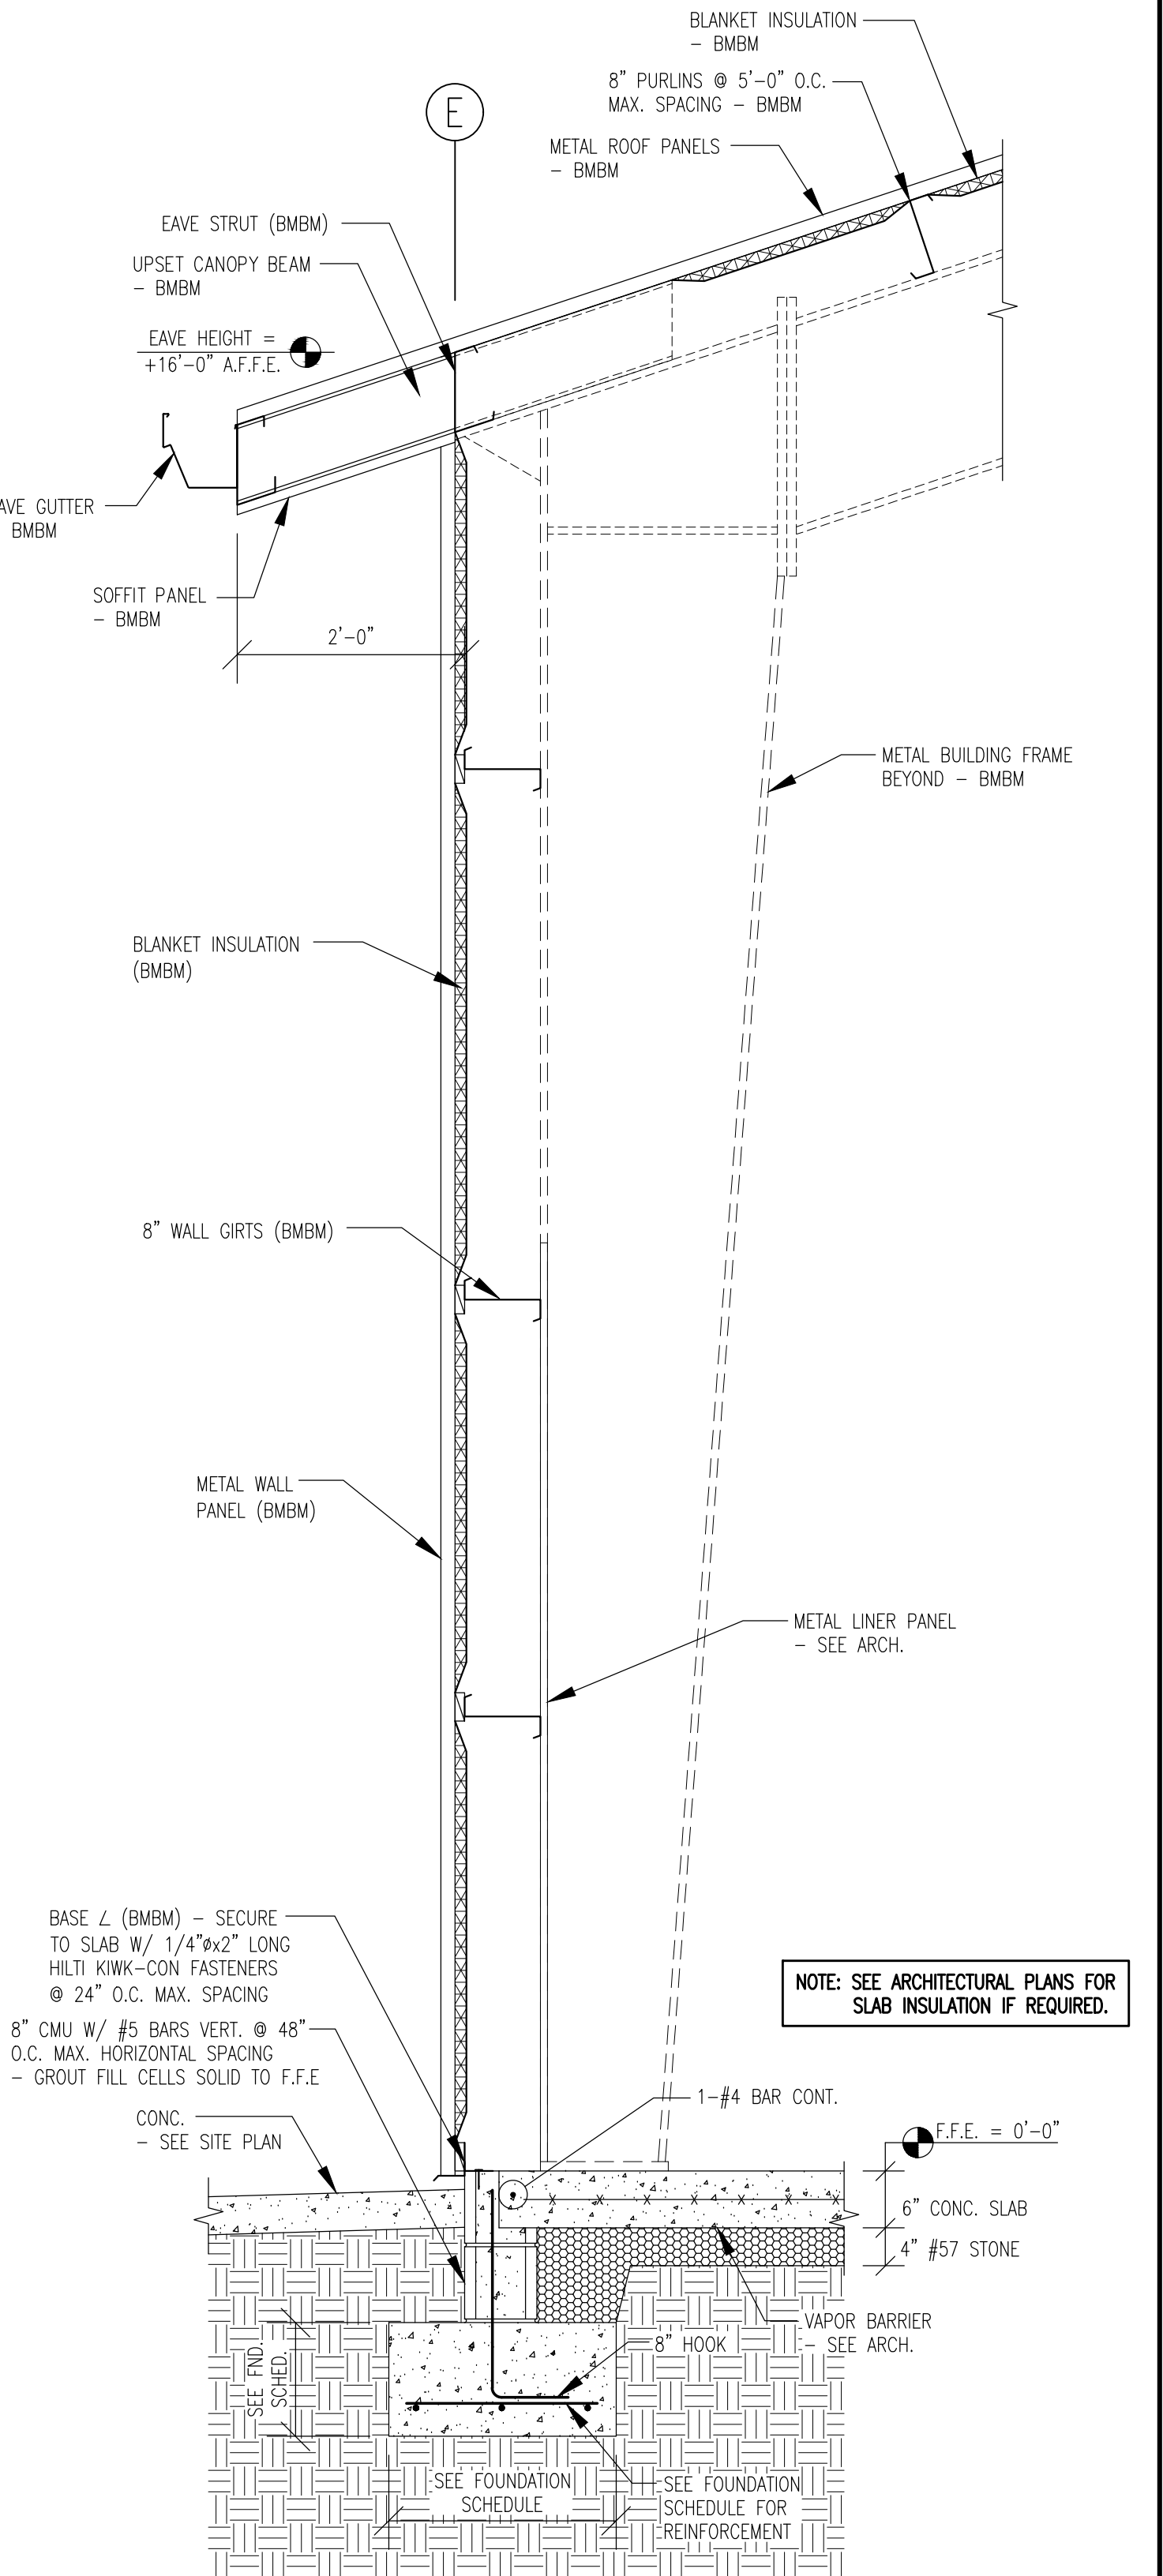 BLANKET INSULATION
- BMBM
8" PURLINS @ 5'-0" O.C.
MAX. SPACING - BMBM
METAL ROOF PANELS
- BMBM
E
EAVE STRUT (BMBM)
UPSET CANOPY BEAM
- BMBM
EAVE HEIGHT =
+16'-0" A.F.F.E.
AVE GUTTER
BMBM
SOFFIT PANEL
- BMBM
2'-0"
METAL BUILDING FRAME
BEYOND - BMBM
BLANKET INSULATION
(BMBM)
8" WALL GIRTS (BMBM)
METAL WALL
PANEL (BMBM)
METAL LINER PANEL
- SEE ARCH.
BASE ∠ (BMBM) - SECURE
TO SLAB W/ 1/4"øx2" LONG
HILTI KIWK-CON FASTENERS
@ 24" O.C. MAX. SPACING
NOTE: SEE ARCHITECTURAL PLANS FOR
SLAB INSULATION IF REQUIRED.
8" CMU W/ #5 BARS VERT. @ 48"
O.C. MAX. HORIZONTAL SPACING
- GROUT FILL CELLS SOLID TO F.F.E
1-#4 BAR CONT.
CONC.
- SEE SITE PLAN
F.F.E. = 0'-0"
6" CONC. SLAB
4" #57 STONE
VAPOR BARRIER
- SEE ARCH.
8" HOOK
SEE FND.
SCHED.
SEE FOUNDATION
SCHEDULE
SEE FOUNDATION
SCHEDULE FOR
REINFORCEMENT